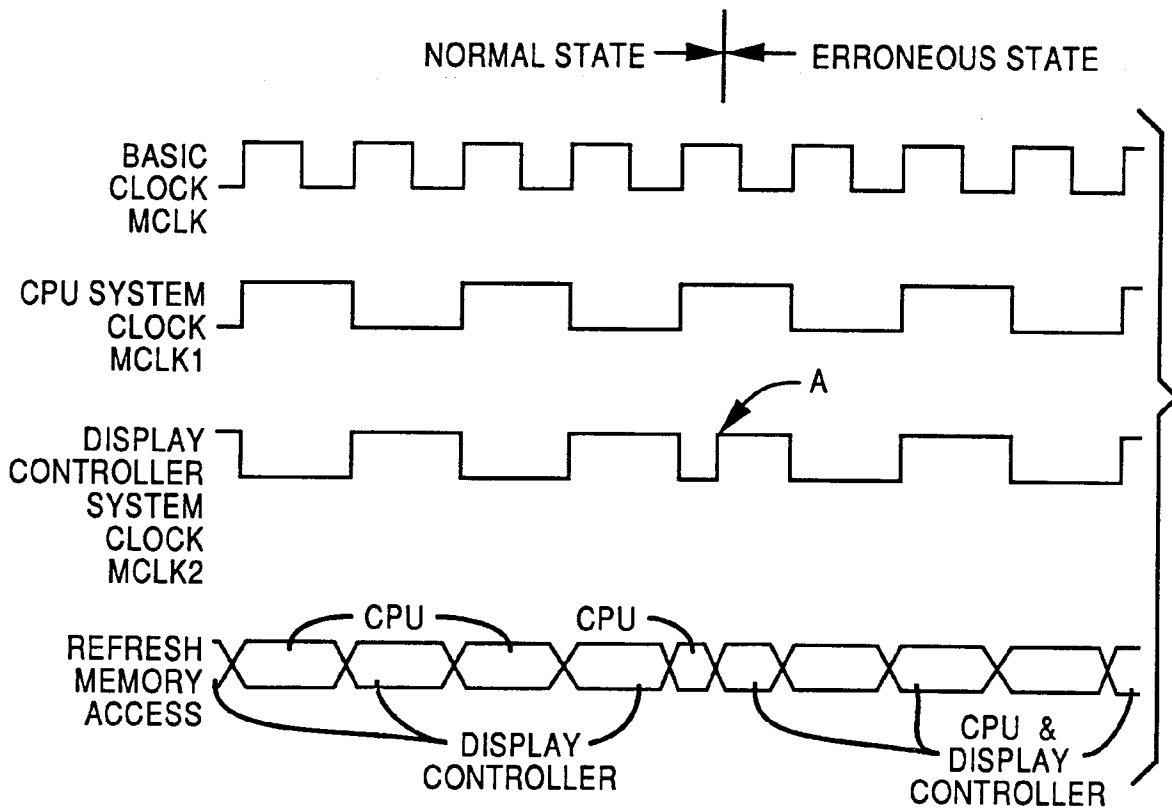 NORMAL STATE
ERRONEOUS STATE
BASIC
CLOCK
MCLK
CPU SYSTEM
CLOCK
MCLK1
A
DISPLAY
CONTROLLER
SYSTEM
CLOCK
MCLK2
CPU
CPU
REFRESH
MEMORY
ACCESS
DISPLAY
CONTROLLER
CPU &
DISPLAY
CONTROLLER